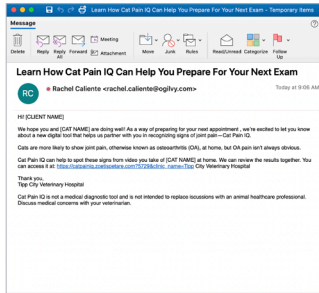 Learn How Cat Pain IQ Can Help You Prepare For Your Next Exam - Temporary Items
Message
Delete
Reply
Reply All
Forward
Meeting
Attachment
Move
Junk
Rules
Read/Unread
Categorize
Follow Up
Learn How Cat Pain IQ Can Help You Prepare For Your Next Exam
RC
Rachel Caliente <rachel.caliente@ogilvy.com>
Today at 9:06 AM
Hi! [CLIENT NAME]
We hope you and [CAT NAME] are doing well! As a way of preparing for your next appointment , we're excited to let you know
about a new digital tool that helps us partner with you in recognizing signs of joint pain—Cat Pain IQ.
Cats are more likely to show joint pain, otherwise known as osteoarthritis (OA), at home, but OA pain isn't always obvious.
Cat Pain IQ can help to spot these signs from video you take of [CAT NAME] at home. We can review the results together. You
can access it at: City Veterinary Hospital
Thank you,
Tipp City Veterinary Hospital
Cat Pain IQ is not a medical diagnostic tool and is not intended to replace discussions with an animal healthcare professional.
Discuss medical concerns with your veterinarian.